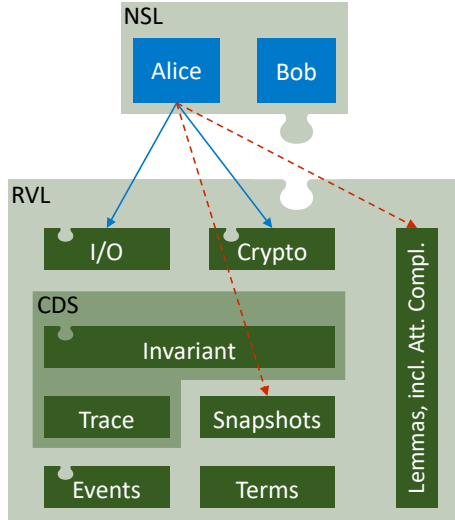 NSL
Alice
Bob
RVL
I/O
Crypto
CDS
Invariant
Trace
Snapshots
Events
Terms
Lemmas, incl. Att. Compl.